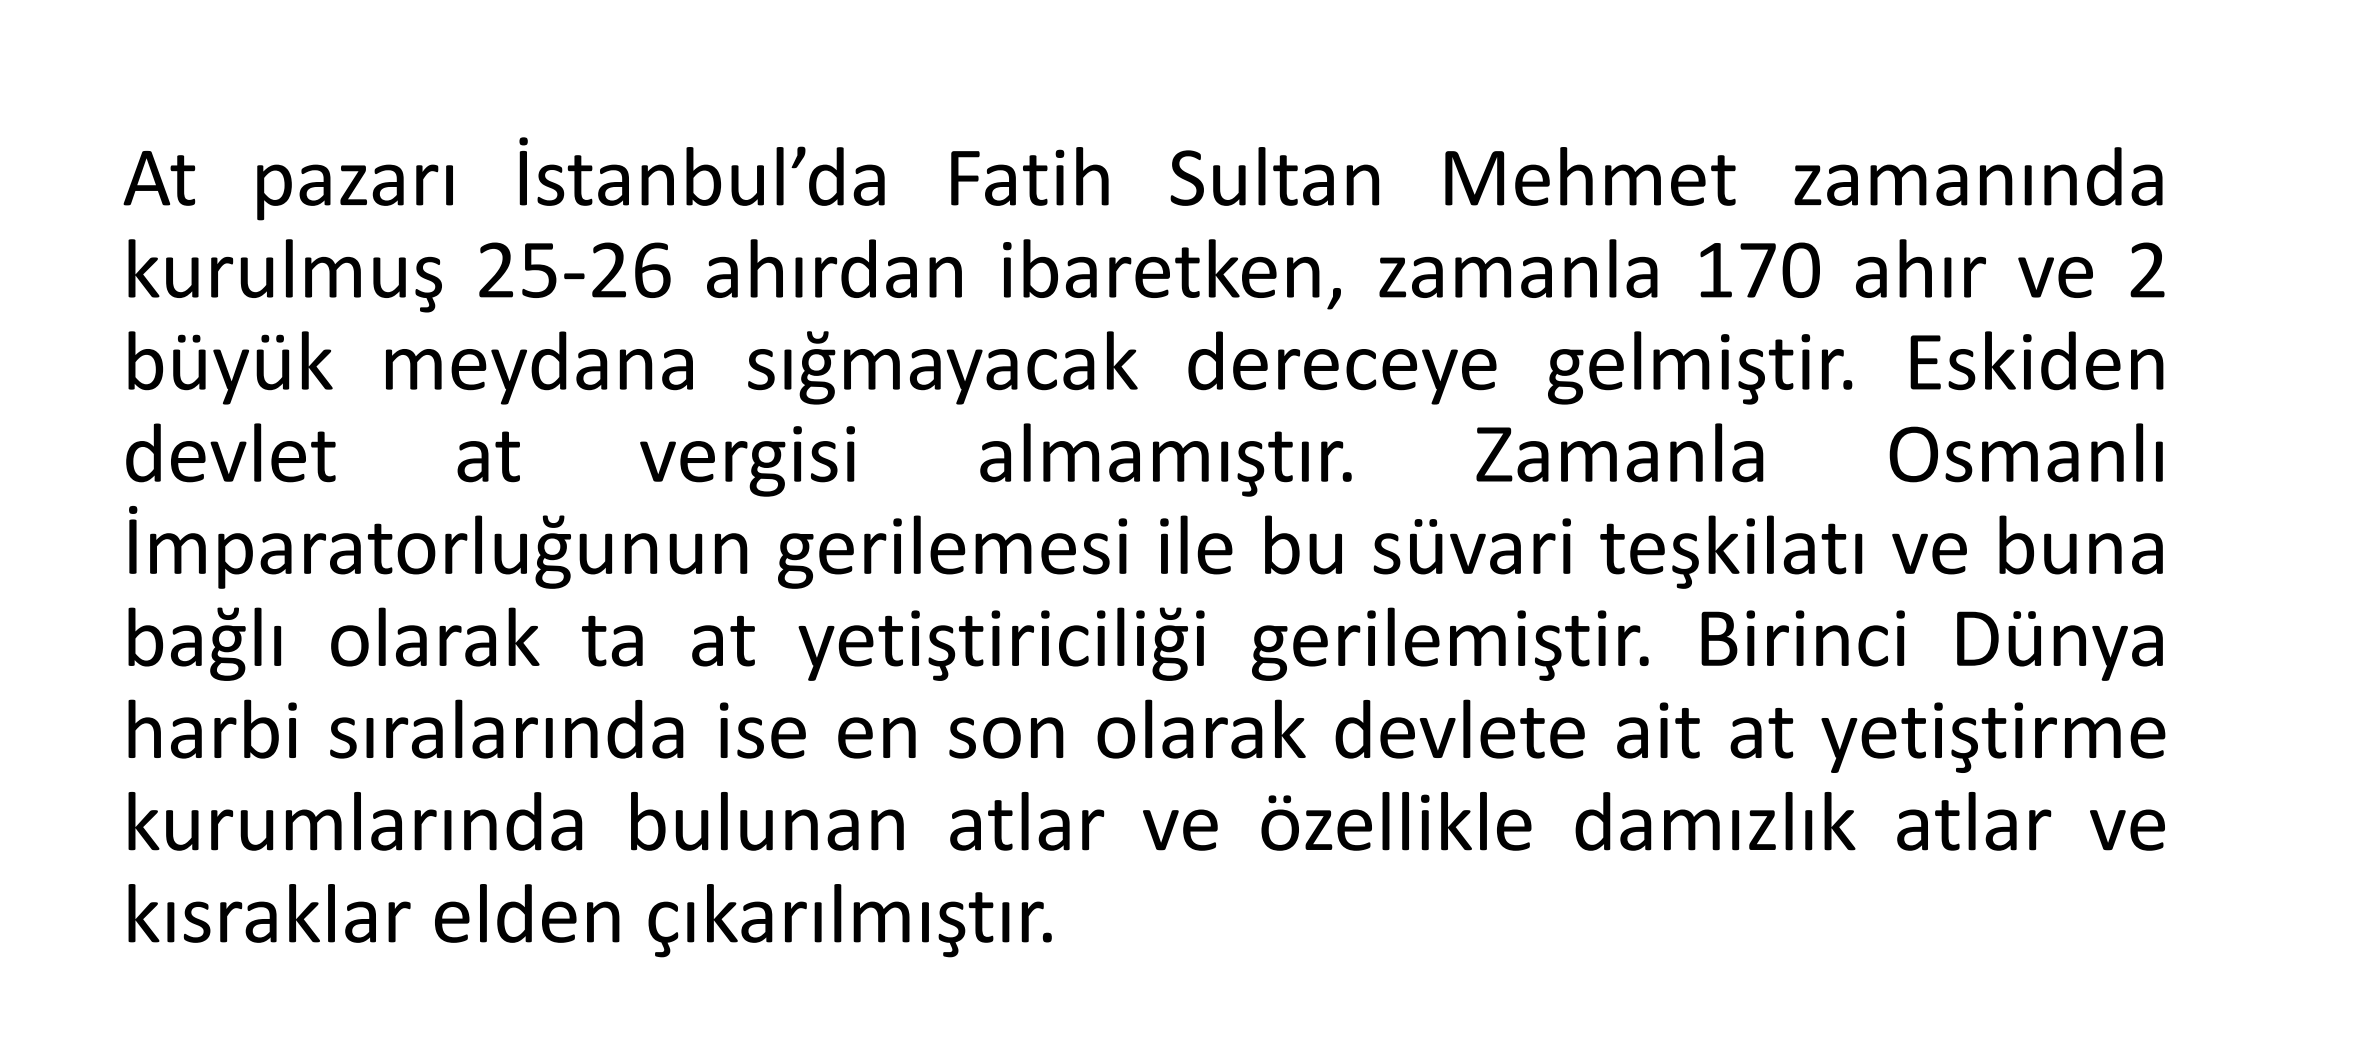 At pazarı İstanbul’da Fatih Sultan Mehmet zamanında
kurulmuş 25-26 ahırdan ibaretken, zamanla 170 ahır ve 2
büyük meydana sığmayacak dereceye gelmiştir. Eskiden
devlet at vergisi almamıştır. Zamanla Osmanlı
İmparatorluğunun gerilemesi ile bu süvari teşkilatı ve buna
bağlı olarak ta at yetiştiriciliği gerilemiştir. Birinci Dünya
harbi sıralarında ise en son olarak devlete ait at yetiştirme
kurumlarında bulunan atlar ve özellikle damızlık atlar ve
kısraklar elden çıkarılmıştır.